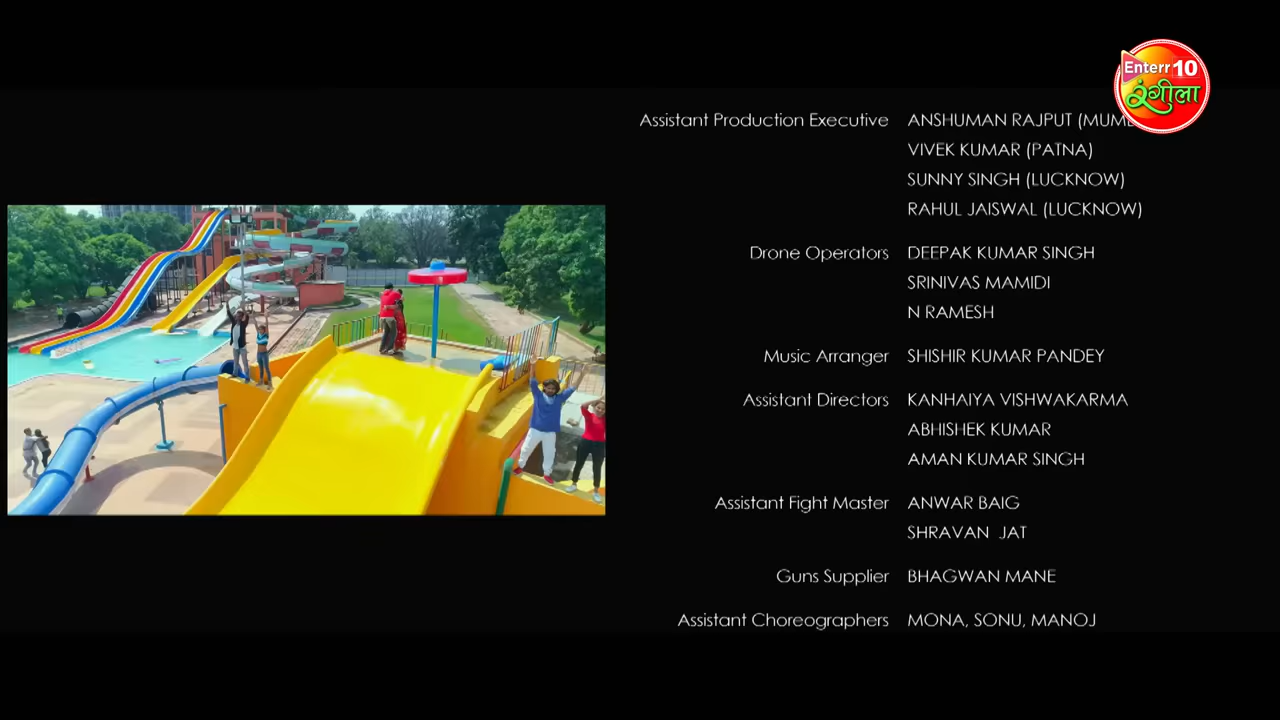 Enterr 10
रंगीला
Assistant Production Executive ANSHUMAN RAJPUT
VIVEK KUMAR (PATNA)
SUNNY SINGH (LUCKNOW)
RAHUL JAISWAL (LUCKNOW)
Drone Operators DEEPAK KUMAR SINGH
SRINIVAS MAMIDI
N RAMESH
Music Arranger SHISHIR KUMAR PANDEY
Assistant Directors KANHAIYA VISHWAKARMA
ABHISHEK KUMAR
AMAN KUMAR SINGH
Assistant Fight Master ANWAR BAIG
SHRAVAN JAT
Guns Supplier BHAGWAN MANE
Assistant Choreographers MONA, SONU, MANOJ